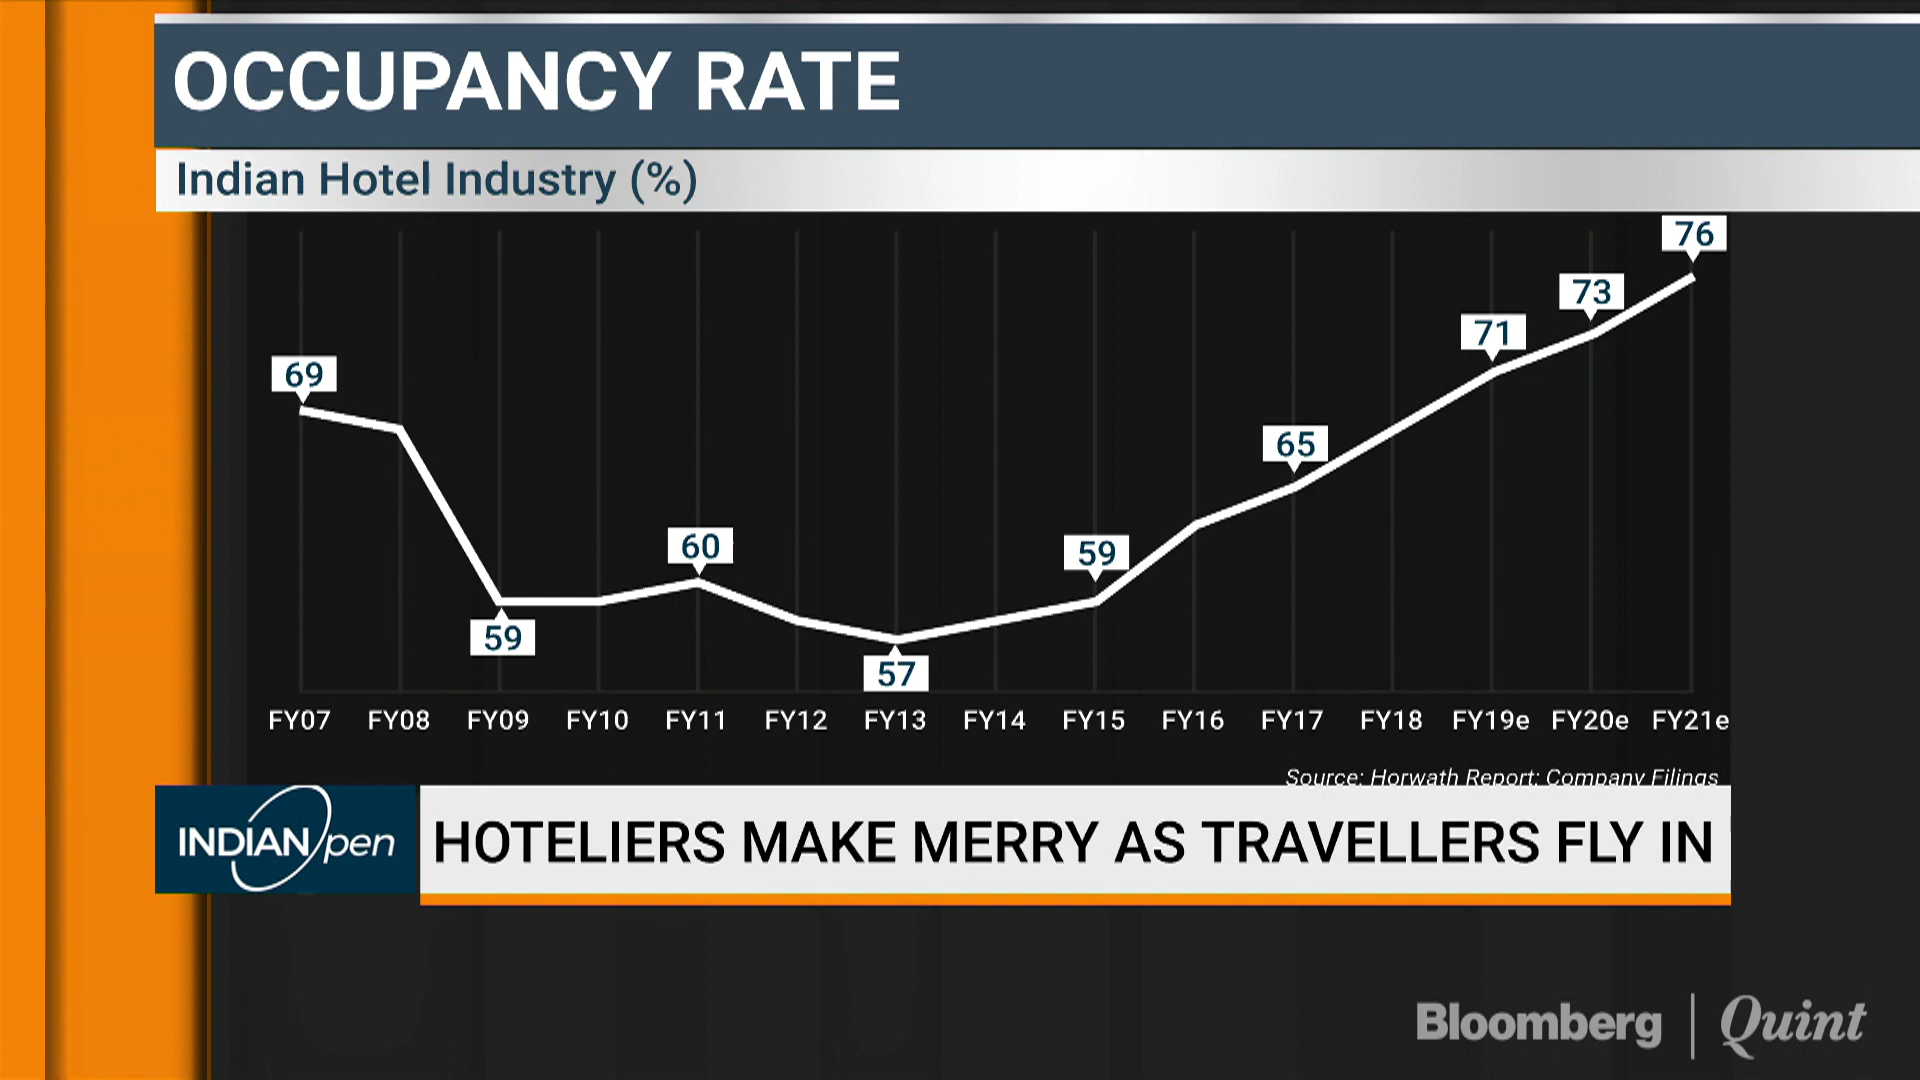 OCCUPANCY RATE
Indian Hotel Industry (%)
76
73
71
69
65
60
59
59
57
FY07 FY08 FY09 FY10 FY11 FY12 FY13 FY14 FY15 FY16 FY17 FY18 FY19e FY20e FY21e
Source: Horwath Report; Company Filings
INDIAN Open HOTELIERS MAKE MERRY AS TRAVELLERS FLY IN
Bloomberg | Quint